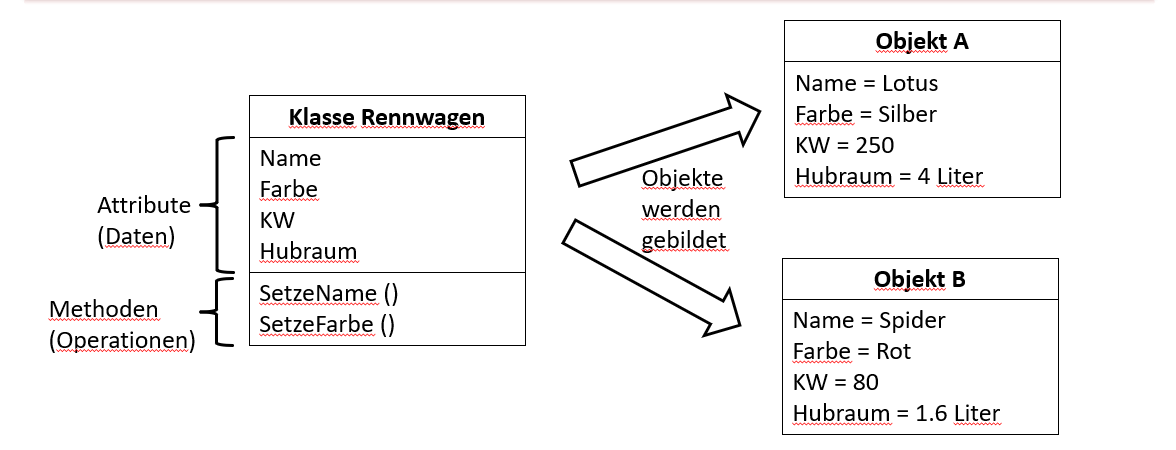 Klasse Rennwagen
Name
Farbe
KW
Hubraum
SetzeName ()
SetzeFarbe ()
Attribute
(Daten)
Methoden
(Operationen)
Objekte
werden
gebildet
Objekt A
Name = Lotus
Farbe = Silber
KW = 250
Hubraum = 4 Liter
Objekt B
Name = Spider
Farbe = Rot
KW = 80
Hubraum = 1.6 Liter